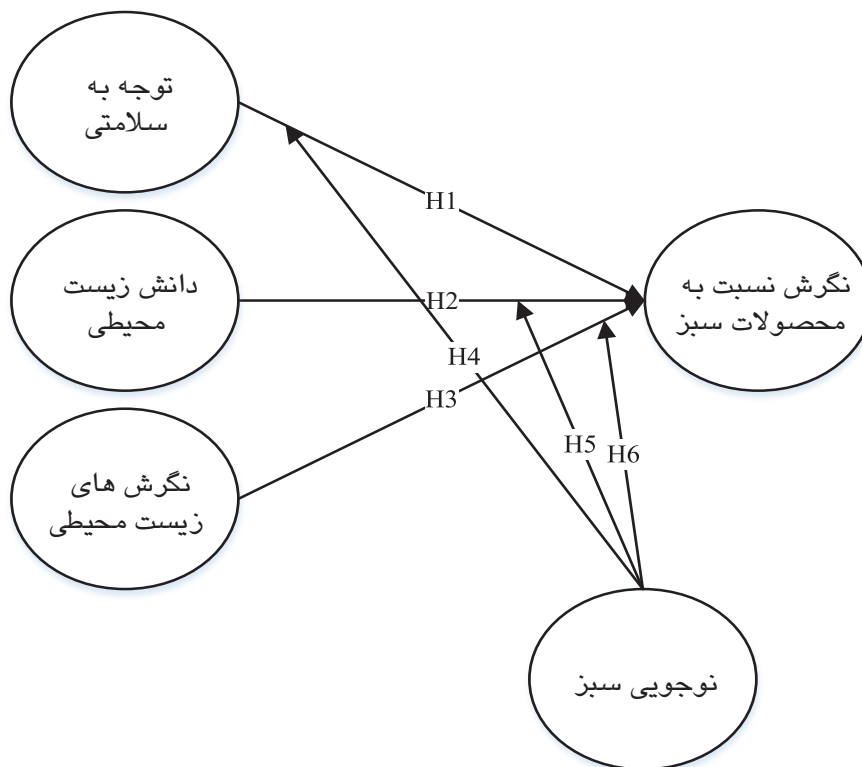 توجه به
سلامتی
H1
دانش زیست
محیطی
H2
نگرش نسبت به
محصولات سبز
H4
H3
نگرش های
زیست محیطی
H5
H6
نوجویی سبز